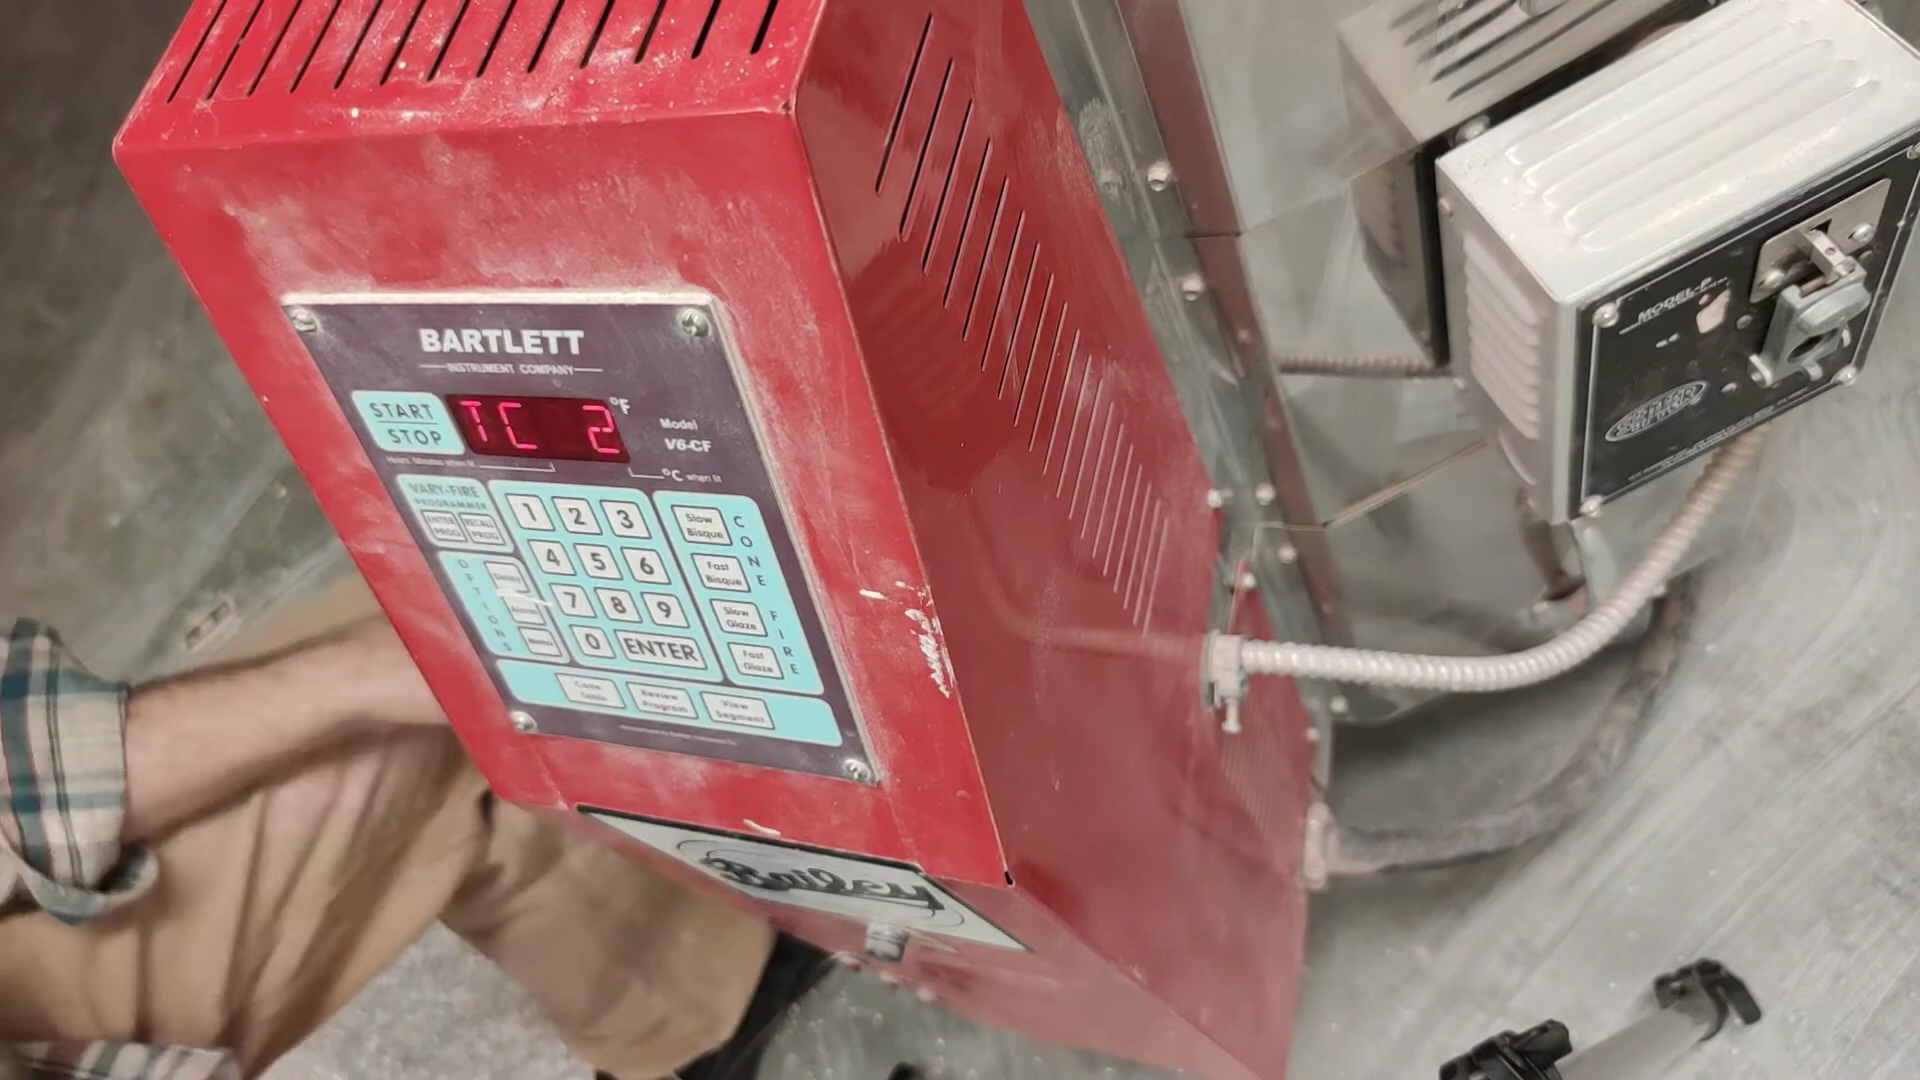 BARTLETT
INSTRUMENT COMPANY
START
STOP
TC 2
°F
Model
V6-CF
°C when lit
VARY-FIRE
PROGRAMMER
ENTER PROG
RECALL PROG
1 2 3
4 5 6
7 8 9
0 ENTER
OPTIONS
Delay
Menu
Slow Bisque
Fast Bisque
Slow Glaze
Fast Glaze
CONE FIRE
Cone Table
Review Program
View Segment
Bailey
MODEL-P